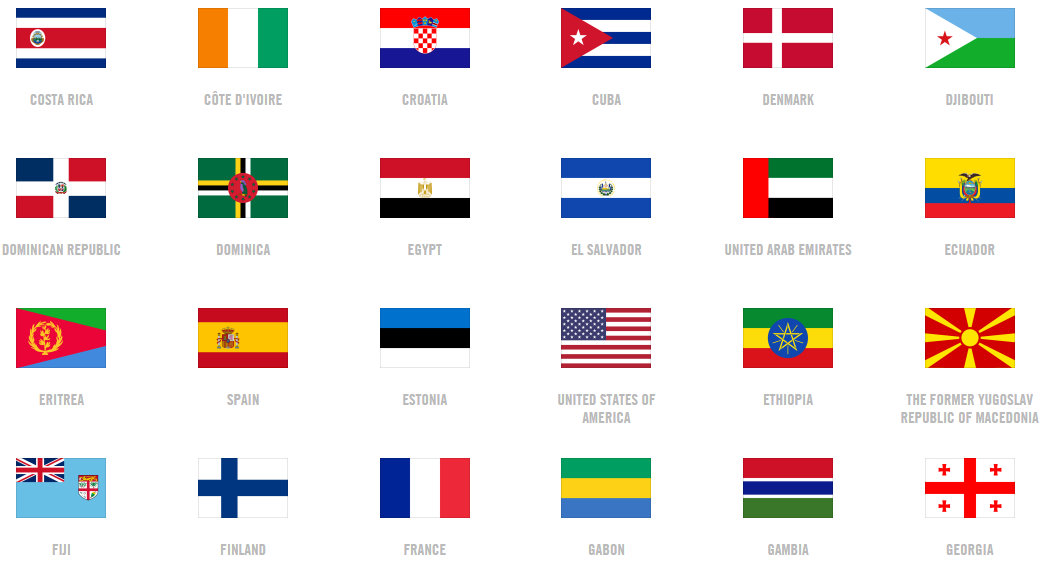 COSTA RICA
CÔTE D'IVOIRE
CROATIA
CUBA
DENMARK
DJIBOUTI
DOMINICAN REPUBLIC
DOMINICA
EGYPT
EL SALVADOR
UNITED ARAB EMIRATES
ECUADOR
ERITREA
SPAIN
ESTONIA
UNITED STATES OF
AMERICA
ETHIOPIA
THE FORMER YUGOSLAV
REPUBLIC OF MACEDONIA
FIJI
FINLAND
FRANCE
GABON
GAMBIA
GEORGIA